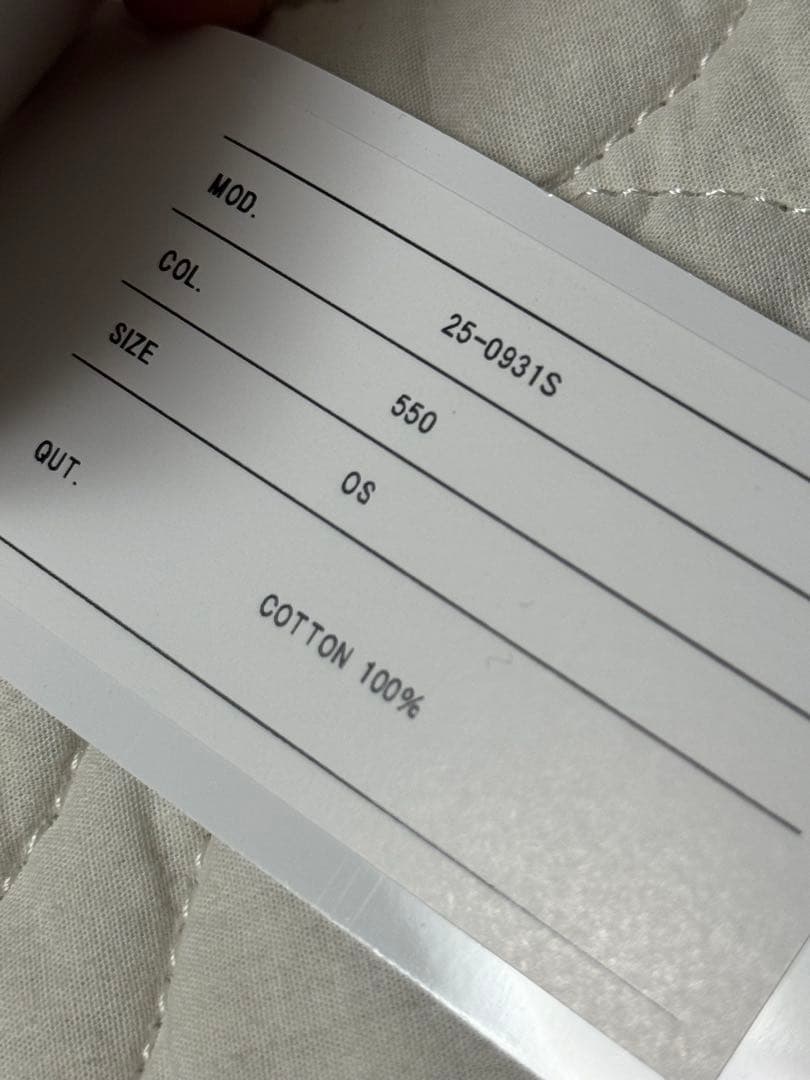 MOD. 25-0931S
COL. 550
SIZE OS
QUT. COTTON 100%